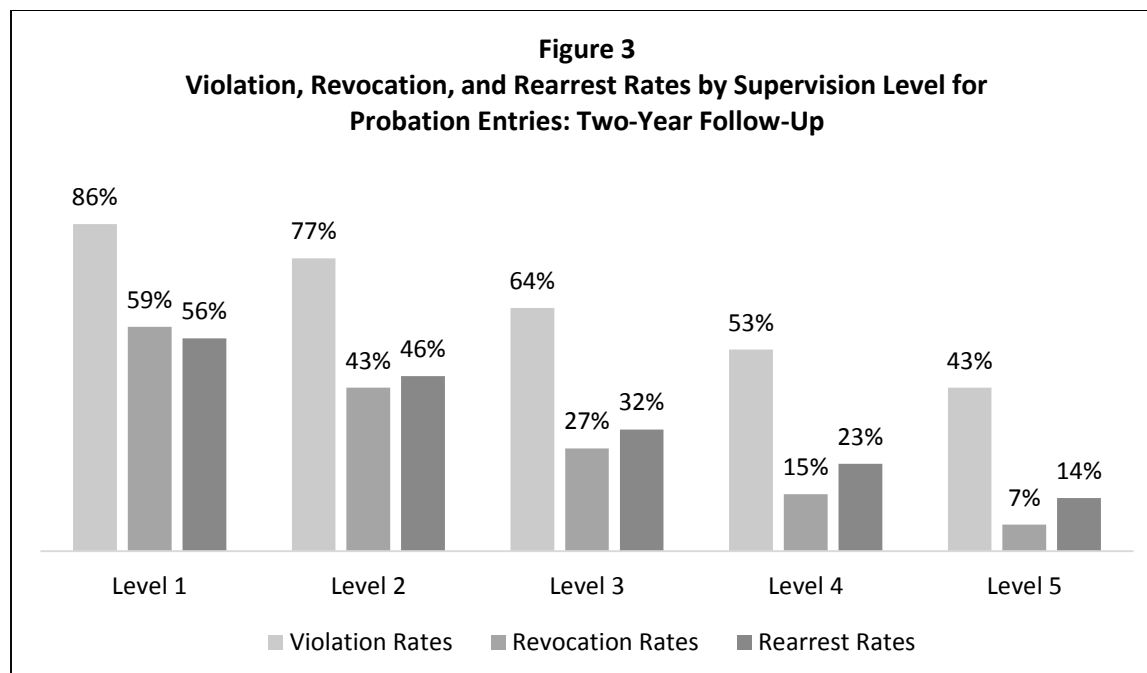 Figure 3
Violation, Revocation, and Rearrest Rates by Supervision Level for
Probation Entries: Two-Year Follow-Up
86%
59%
56%
77%
43%
46%
64%
27%
32%
53%
15%
23%
43%
7%
14%
Level 1
Level 2
Level 3
Level 4
Level 5
Violation Rates
Revocation Rates
Rearrest Rates